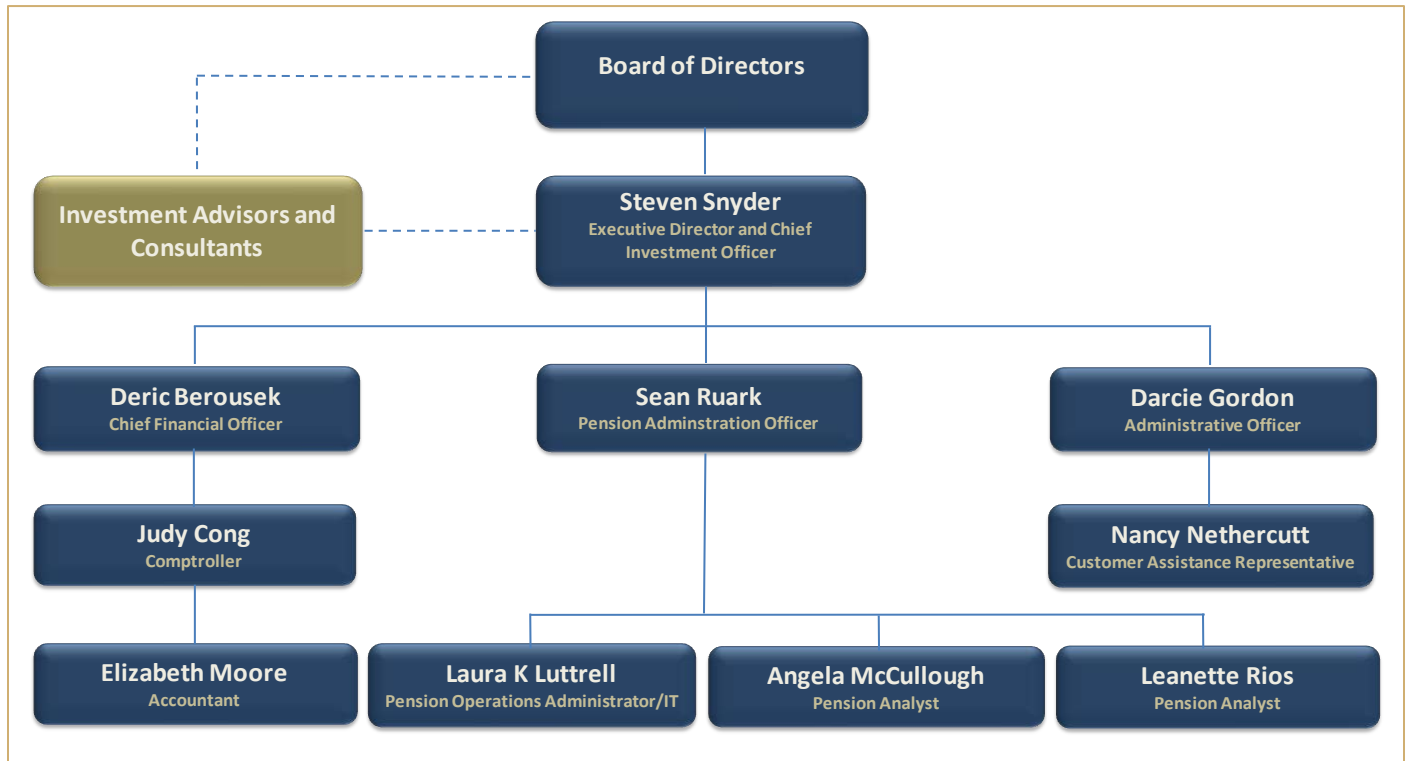 Board of Directors
Investment Advisors and
Consultants
Steven Snyder
Executive Director and Chief
Investment Officer
Deric Berousek
Chief Financial Officer
Sean Ruark
Pension Adminstration Officer
Darcie Gordon
Administrative Officer
Judy Cong
Comptroller
Nancy Nethercutt
Customer Assistance Representative
Elizabeth Moore
Accountant
Laura K Luttrell
Pension Operations Administrator/IT
Angela McCullough
Pension Analyst
Leanette Rios
Pension Analyst